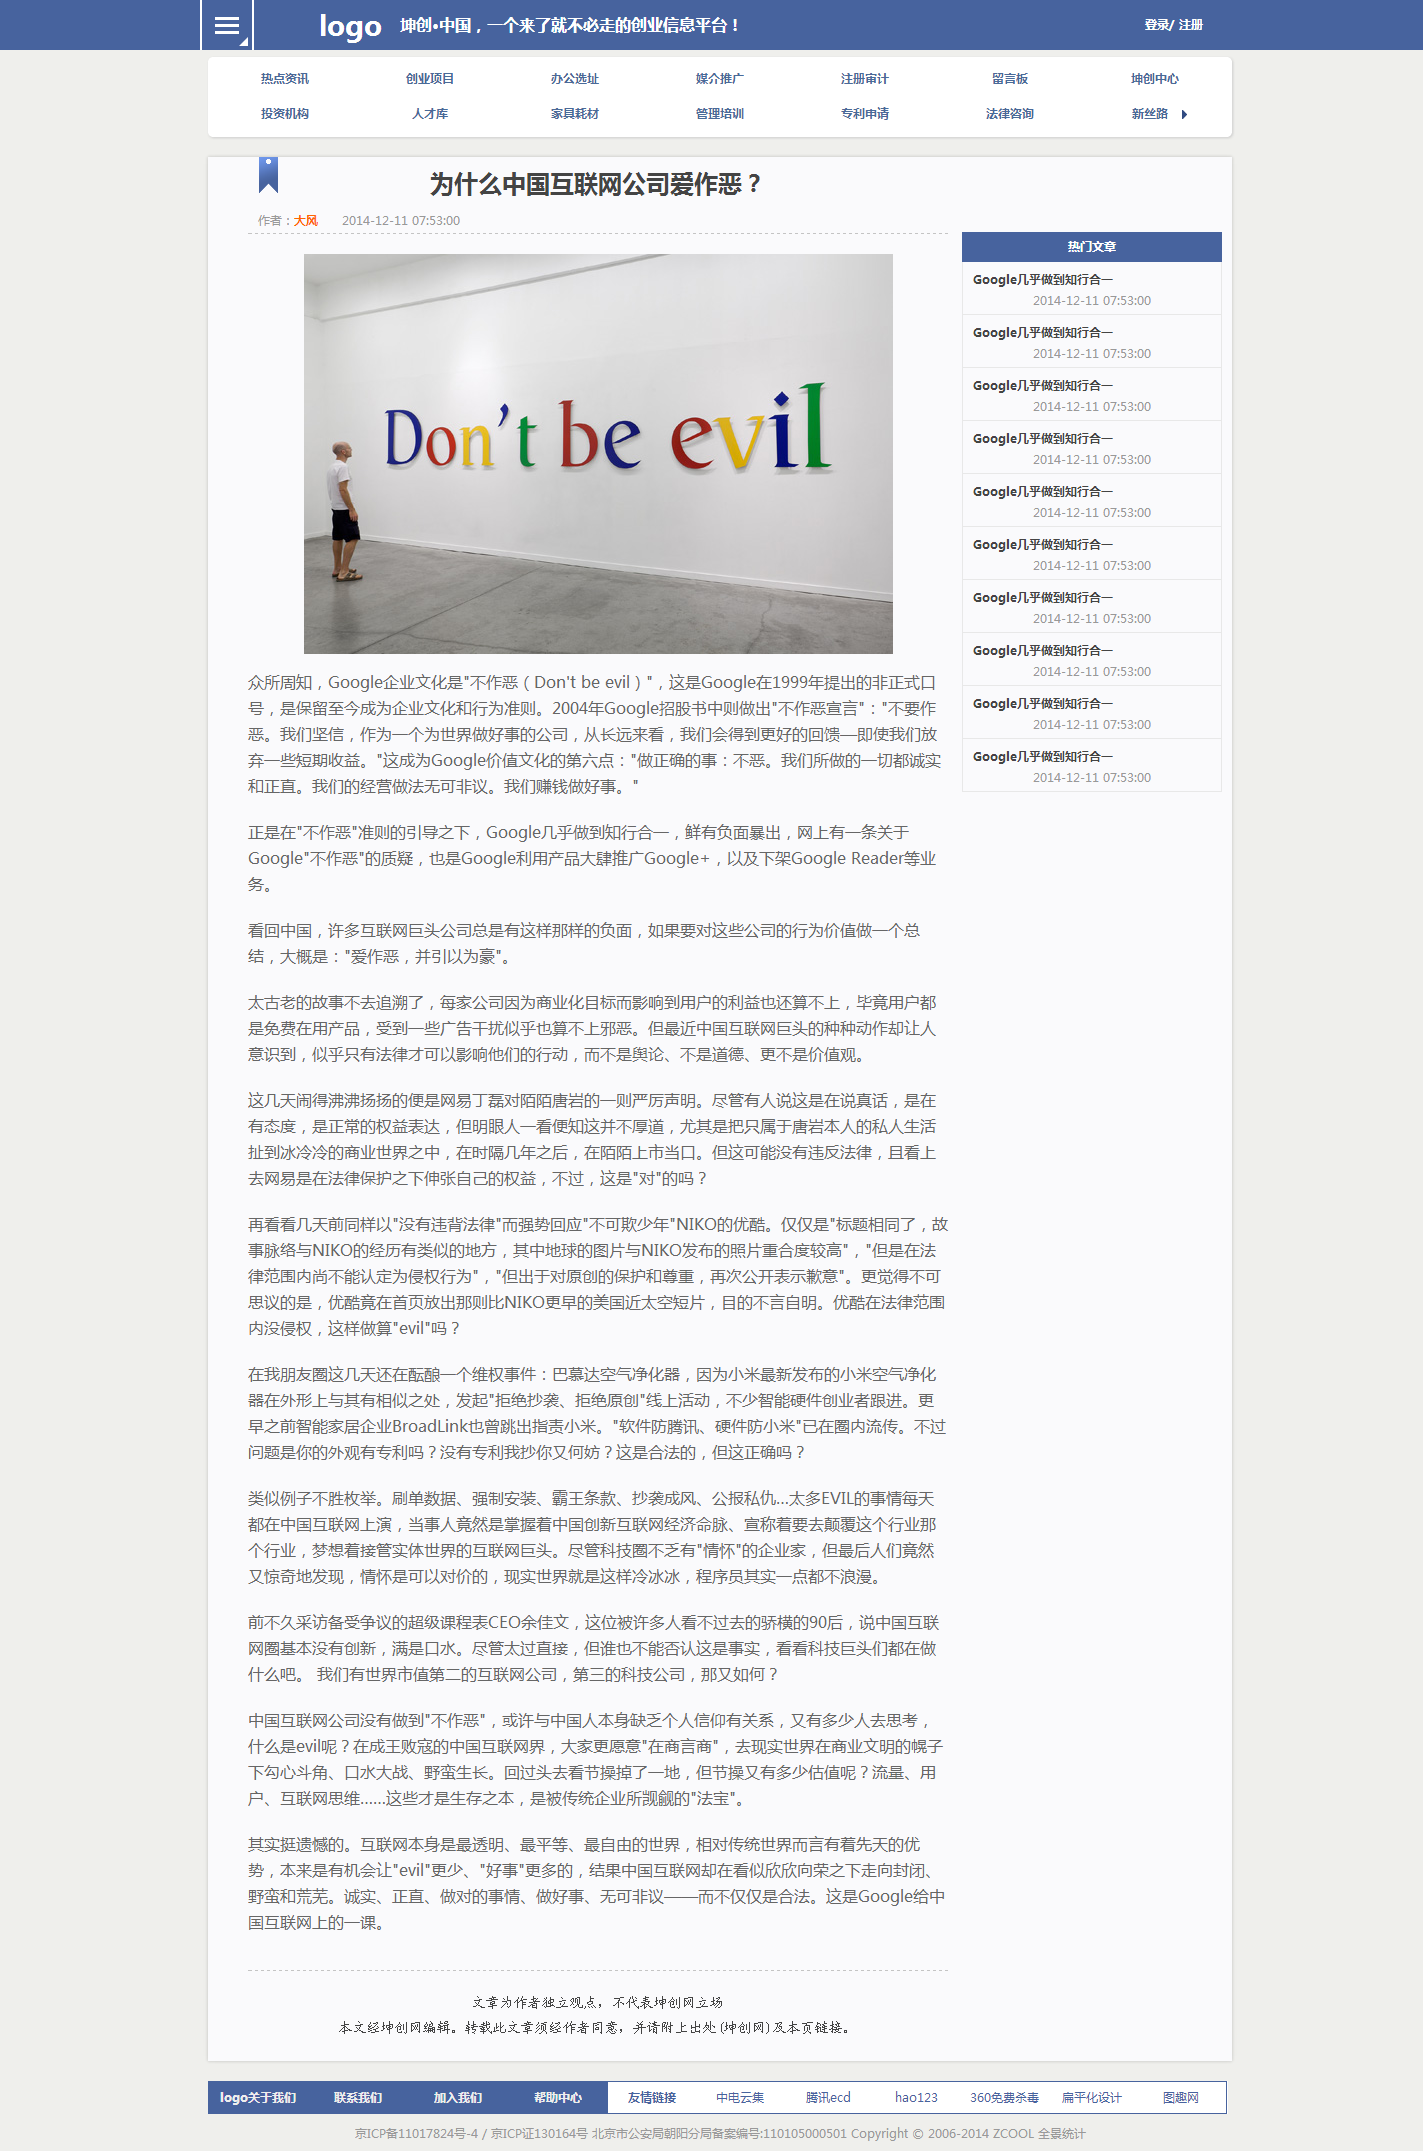 logo 坤创•中国，一个来了就不必走的创业信息平台！ 登录/ 注册
热点资讯 创业项目 办公选址 媒介推广 注册审计 留言板 坤创中心
投资机构 人才库 家具耗材 管理培训 专利申请 法律咨询 新丝路
为什么中国互联网公司爱作恶？
作者：大风 2014-12-11 07:53:00
Don't be evil
众所周知，Google企业文化是"不作恶（Don't be evil）"，这是Google在1999年提出的非正式口
号，是保留至今成为企业文化和行为准则。2004年Google招股书中则做出"不作恶宣言"："不要作
恶。我们坚信，作为一个为世界做好事的公司，从长远来看，我们会得到更好的回馈—即使我们放
弃一些短期收益。"这成为Google价值文化的第六点："做正确的事：不恶。我们所做的一切都诚实
和正直。我们的经营做法无可非议。我们赚钱做好事。"
正是在"不作恶"准则的引导之下，Google几乎做到知行合一，鲜有负面暴出，网上有一条关于
Google"不作恶"的质疑，也是Google利用产品大肆推广Google+，以及下架Google Reader等业
务。
看回中国，许多互联网巨头公司总是有这样那样的负面，如果要对这些公司的行为价值做一个总
结，大概是："爱作恶，并引以为豪"。
太古老的故事不去追溯了，每家公司因为商业化目标而影响到用户的利益也还算不上，毕竟用户都
是免费在用产品，受到一些广告干扰似乎也算不上邪恶。但最近中国互联网巨头的种种动作却让人
意识到，似乎只有法律才可以影响他们的行动，而不是舆论、不是道德、更不是价值观。
这几天闹得沸沸扬扬的便是网易丁磊对陌陌唐岩的一则严厉声明。尽管有人说这是在说真话，是在
有态度，是正常的权益表达，但明眼人一看便知这并不厚道，尤其是把只属于唐岩本人的私人生活
扯到冰冷冷的商业世界之中，在时隔几年之后，在陌陌上市当口。但这可能没有违反法律，且看上
去网易是在法律保护之下伸张自己的权益，不过，这是"对"的吗？
再看看几天前同样以"没有违背法律"而强势回应"不可欺少年"NIKO的优酷。仅仅是"标题相同了，故
事脉络与NIKO的经历有类似的地方，其中地球的图片与NIKO发布的照片重合度较高"，"但是在法
律范围内尚不能认定为侵权行为"，"但出于对原创的保护和尊重，再次公开表示歉意"。更觉得不可
思议的是，优酷竟在首页放出那则比NIKO更早的美国近太空短片，目的不言自明。优酷在法律范围
内没侵权，这样做算"evil"吗？
在我朋友圈这几天还在酝酿一个维权事件：巴慕达空气净化器，因为小米最新发布的小米空气净化
器在外形上与其有相似之处，发起"拒绝抄袭、拒绝原创"线上活动，不少智能硬件创业者跟进。更
早之前智能家居企业BroadLink也曾跳出指责小米。"软件防腾讯、硬件防小米"已在圈内流传。不过
问题是你的外观有专利吗？没有专利我抄你又何妨？这是合法的，但这正确吗？
类似例子不胜枚举。刷单数据、强制安装、霸王条款、抄袭成风、公报私仇…太多EVIL的事情每天
都在中国互联网上演，当事人竟然是掌握着中国创新互联网经济命脉、宣称着要去颠覆这个行业那
个行业，梦想着接管实体世界的互联网巨头。尽管科技圈不乏有"情怀"的企业家，但最后人们竟然
又惊奇地发现，情怀是可以对价的，现实世界就是这样冷冰冰，程序员其实一点都不浪漫。
前不久采访备受争议的超级课程表CEO余佳文，这位被许多人看不过去的骄横的90后，说中国互联
网圈基本没有创新，满是口水。尽管太过直接，但谁也不能否认这是事实，看看科技巨头们都在做
什么吧。 我们有世界市值第二的互联网公司，第三的科技公司，那又如何？
中国互联网公司没有做到"不作恶"，或许与中国人本身缺乏个人信仰有关系，又有多少人去思考，
什么是evil呢？在成王败寇的中国互联网界，大家更愿意"在商言商"，去现实世界在商业文明的幌子
下勾心斗角、口水大战、野蛮生长。回过头去看节操掉了一地，但节操又有多少估值呢？流量、用
户、互联网思维……这些才是生存之本，是被传统企业所觊觎的"法宝"。
其实挺遗憾的。互联网本身是最透明、最平等、最自由的世界，相对传统世界而言有着先天的优
势，本来是有机会让"evil"更少、"好事"更多的，结果中国互联网却在看似欣欣向荣之下走向封闭、
野蛮和荒芜。诚实、正直、做对的事情、做好事、无可非议——而不仅仅是合法。这是Google给中
国互联网上的一课。
文章为作者独立观点，不代表坤创网立场
本文经坤创网编辑。转载此文章须经作者同意，并请附上出处(坤创网)及本页链接。
热门文章
Google几乎做到知行合一
2014-12-11 07:53:00
Google几乎做到知行合一
2014-12-11 07:53:00
Google几乎做到知行合一
2014-12-11 07:53:00
Google几乎做到知行合一
2014-12-11 07:53:00
Google几乎做到知行合一
2014-12-11 07:53:00
Google几乎做到知行合一
2014-12-11 07:53:00
Google几乎做到知行合一
2014-12-11 07:53:00
Google几乎做到知行合一
2014-12-11 07:53:00
Google几乎做到知行合一
2014-12-11 07:53:00
Google几乎做到知行合一
2014-12-11 07:53:00
logo关于我们 联系我们 加入我们 帮助中心 友情链接 中电云集 腾讯ecd hao123 360免费杀毒 扁平化设计 图趣网
京ICP备11017824号-4 / 京ICP证130164号 北京市公安局朝阳分局备案编号:110105000501 Copyright © 2006-2014 ZCOOL 全景统计